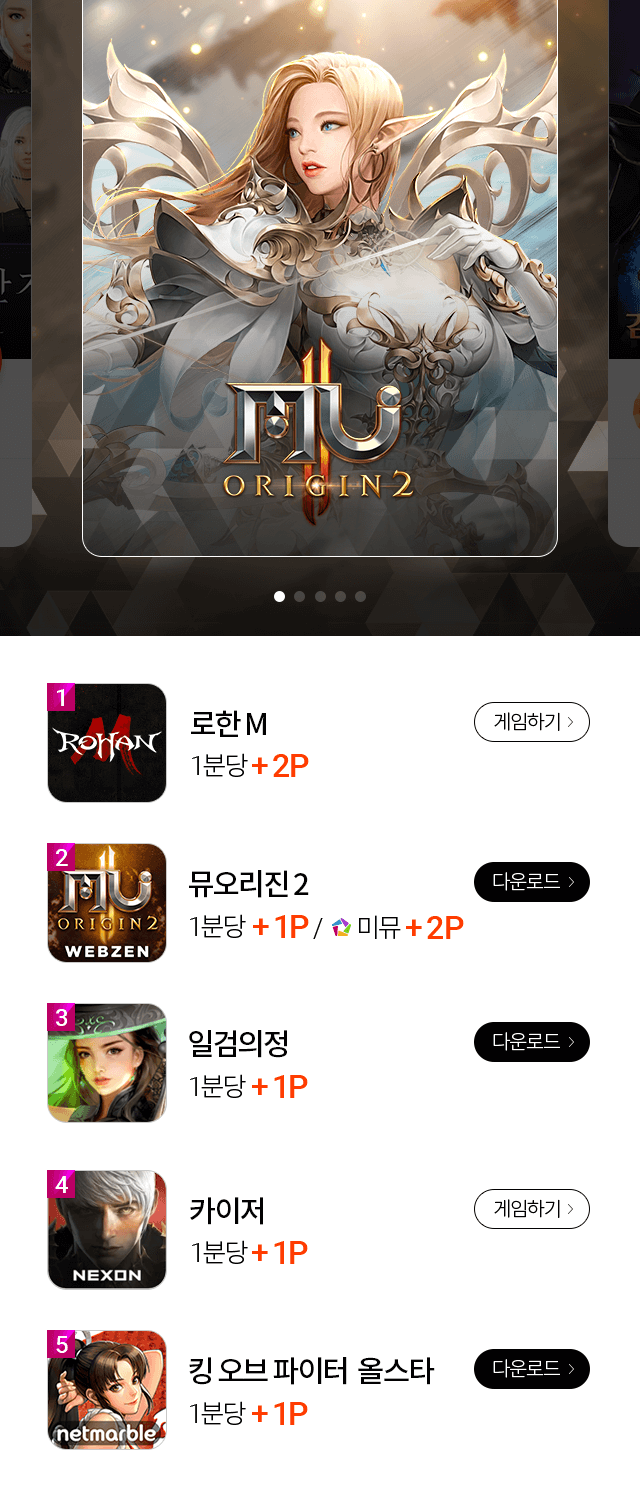 MU
ORIGIN2
1
ROHAN
M
로한 M
1분당 + 2P
게임하기 >
2
MU
ORIGIN2
WEBZEN
뮤오리진 2
1분당 + 1P / 미뮤 + 2P
다운로드 >
3
일검의정
1분당 + 1P
다운로드 >
4
NEXON
카이저
1분당 + 1P
게임하기 >
5
netmarble
킹 오브 파이터 올스타
1분당 + 1P
다운로드 >